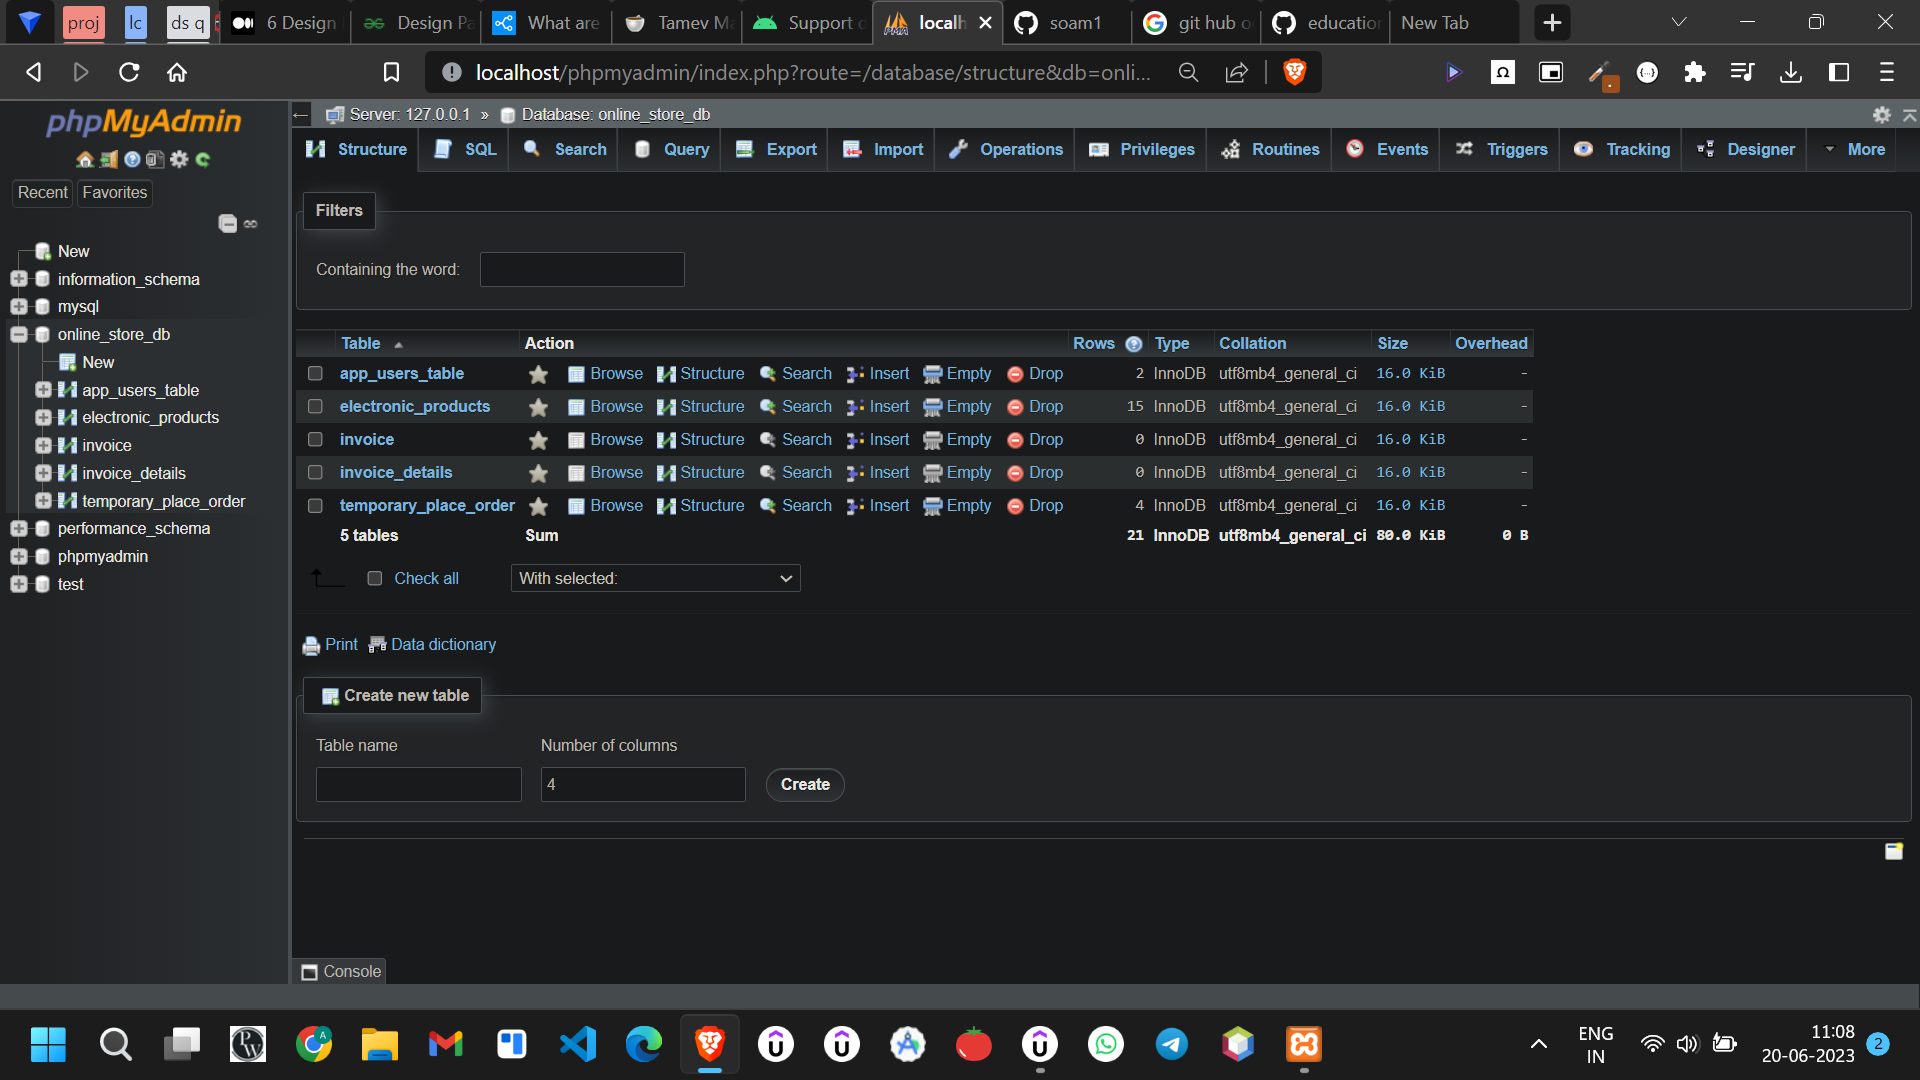 proj
lc
ds q
6 Design
Design Pa
What are
Tamev Ma
Support d
localh
soam1
git hub o
education
New Tab
localhost/phpmyadmin/index.php?route=/database/structure&db=onli...
phpMyAdmin
Recent Favorites
New
information_schema
mysql
online_store_db
New
app_users_table
electronic_products
invoice
invoice_details
temporary_place_order
performance_schema
phpmyadmin
test
Server: 127.0.0.1 » Database: online_store_db
Structure SQL Search Query Export Import Operations Privileges Routines Events Triggers Tracking Designer More
Filters
Containing the word:
Table Action Rows Type Collation Size Overhead
app_users_table Browse Structure Search Insert Empty Drop 2 InnoDB utf8mb4_general_ci 16.0 KiB -
electronic_products Browse Structure Search Insert Empty Drop 15 InnoDB utf8mb4_general_ci 16.0 KiB -
invoice Browse Structure Search Insert Empty Drop 0 InnoDB utf8mb4_general_ci 16.0 KiB -
invoice_details Browse Structure Search Insert Empty Drop 0 InnoDB utf8mb4_general_ci 16.0 KiB -
temporary_place_order Browse Structure Search Insert Empty Drop 4 InnoDB utf8mb4_general_ci 16.0 KiB -
5 tables Sum 21 InnoDB utf8mb4_general_ci 80.0 KiB 0 B
Check all With selected:
Print Data dictionary
Create new table
Table name Number of columns
4 Create
Console
ENG
IN
11:08
20-06-2023
2